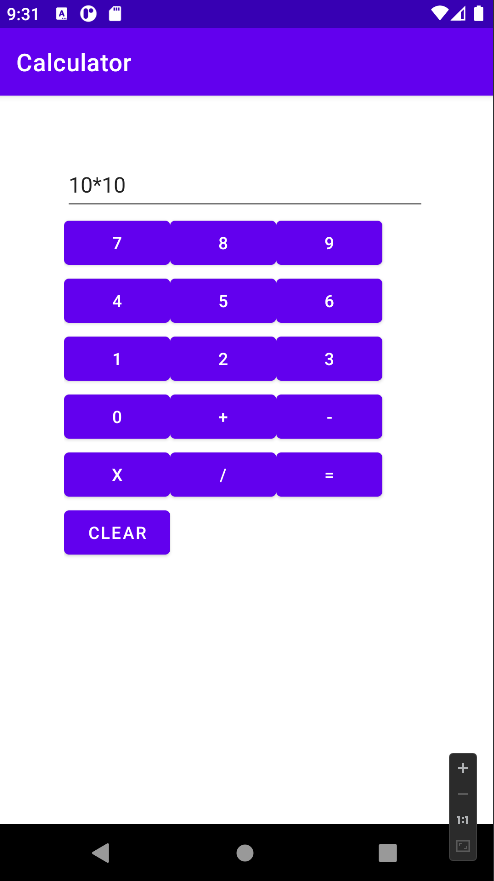 9:31
Calculator
10*10
7 8 9
4 5 6
1 2 3
0 + -
X / =
CLEAR
+
-
1:1